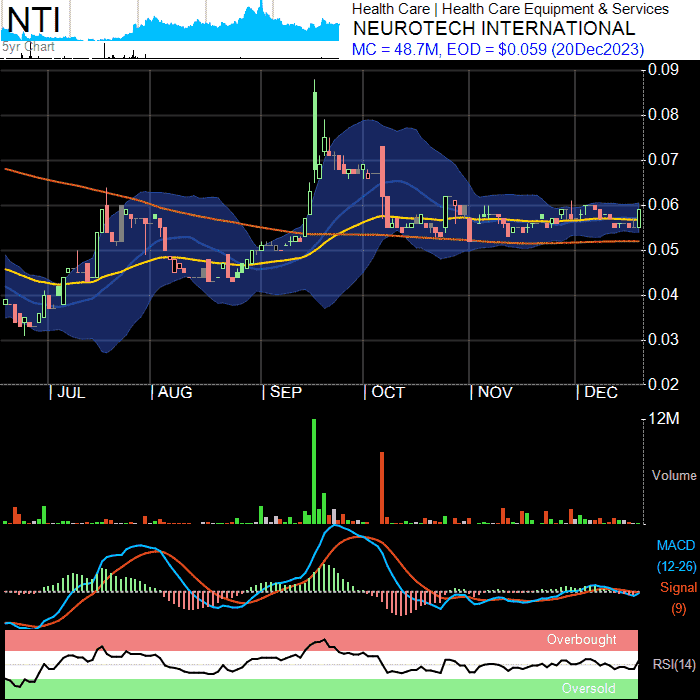 NTI
5yr Chart
Health Care | Health Care Equipment & Services
NEUROTECH INTERNATIONAL
MC = 48.7M, EOD = $0.059 (20Dec2023)
0.09
0.08
0.07
0.06
0.05
0.04
0.03
0.02
| JUL | AUG | SEP | OCT | NOV | DEC
12M
Volume
MACD
(12-26)
Signal
(9)
Overbought
RSI(14)
Oversold